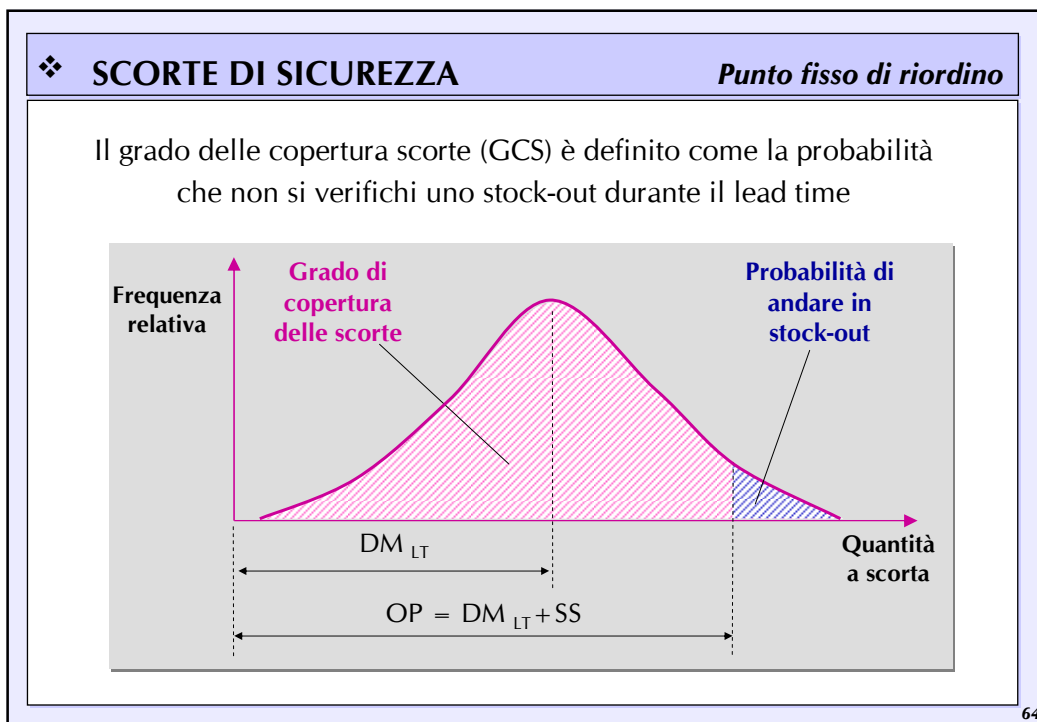 ❖ SCORTE DI SICUREZZA Punto fisso di riordino
Il grado delle copertura scorte (GCS) è definito come la probabilità
che non si verifichi uno stock-out durante il lead time
Frequenza
relativa
Grado di
copertura
delle scorte
Probabilità di
andare in
stock-out
DM LT
Quantità
a scorta
OP = DM LT + SS
64